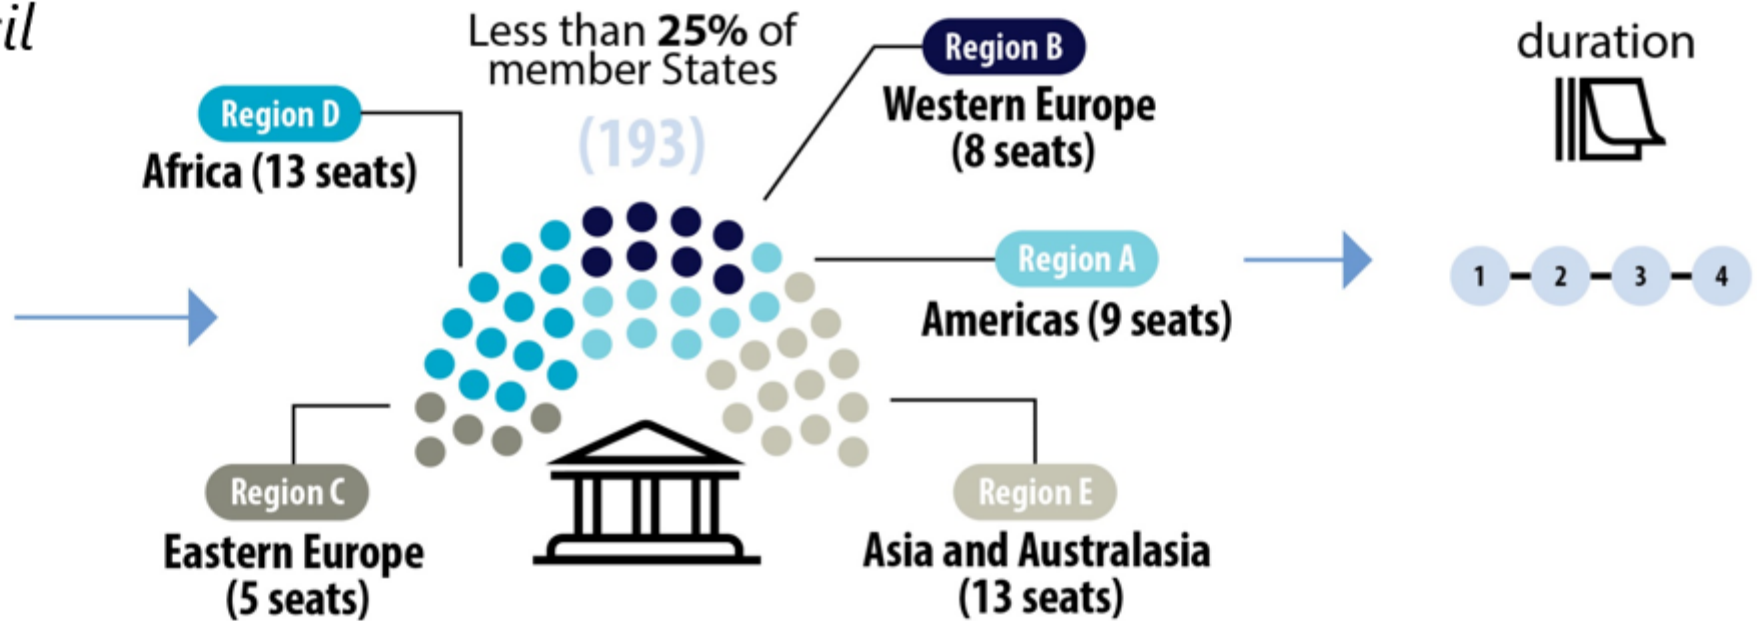 il
Less than 25% of
member States
(193)
Region B
Western Europe
(8 seats)
duration
Region D
Africa (13 seats)
Region A
Americas (9 seats)
1
2
3
4
Region C
Eastern Europe
(5 seats)
Region E
Asia and Australasia
(13 seats)